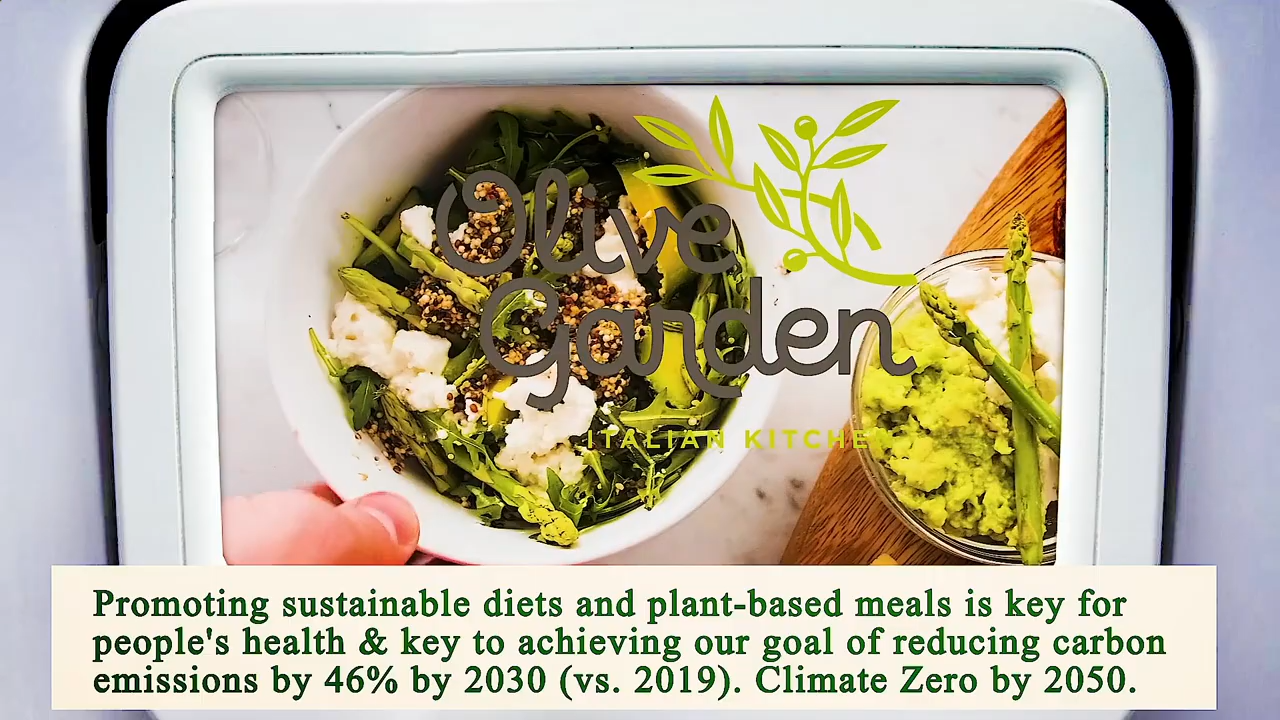 Olive
Garden
ITALIAN KITCHEN
Promoting sustainable diets and plant-based meals is key for
people's health & key to achieving our goal of reducing carbon
emissions by 46% by 2030 (vs. 2019). Climate Zero by 2050.